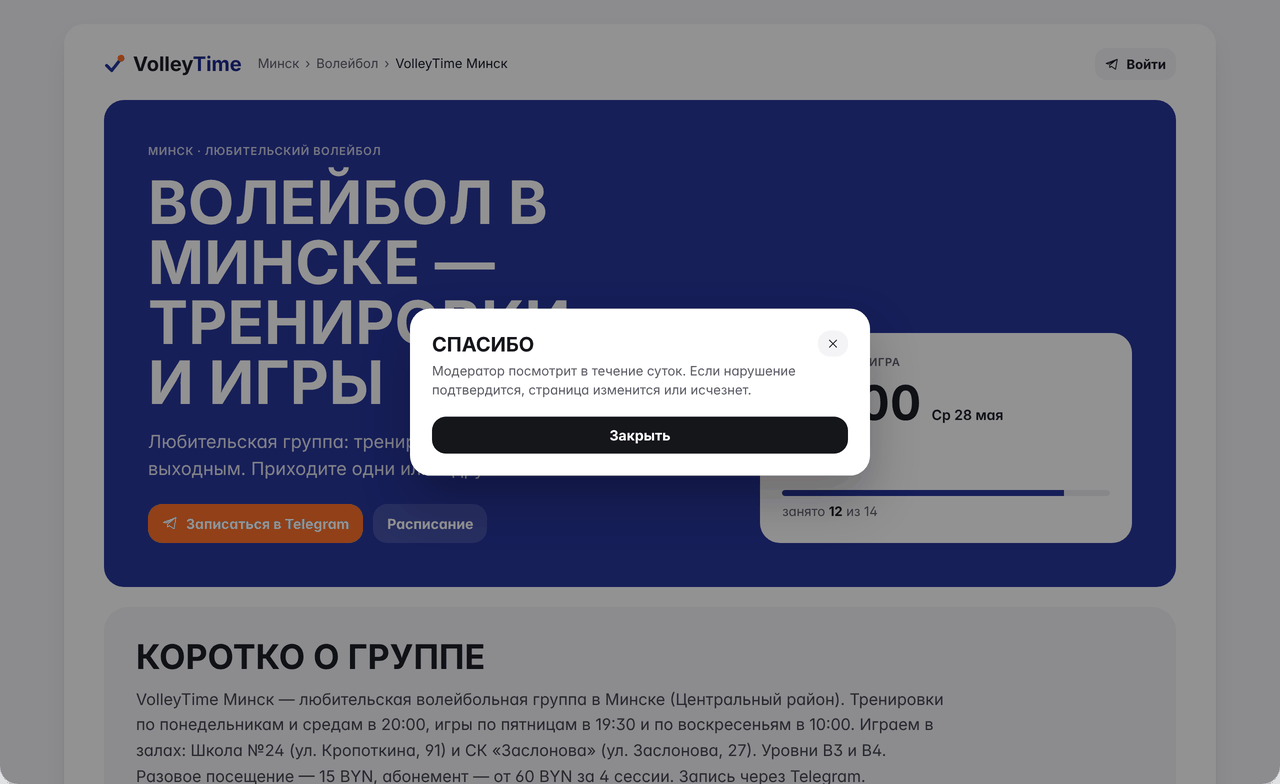 VolleyTime
Минск › Волейбол › VolleyTime Минск
Войти
МИНСК · ЛЮБИТЕЛЬСКИЙ ВОЛЕЙБОЛ
ВОЛЕЙБОЛ В
МИНСКЕ —
ТРЕНИРОВКИ
И ИГРЫ
Любительская группа:
выходным. Приходите одни
Записаться в Telegram
Расписание
СПАСИБО
Модератор посмотрит в течение суток. Если нарушение
подтвердится, страница изменится или исчезнет.
Закрыть
ИГРА
00
Ср 28 мая
занято 12 из 14
КОРОТКО О ГРУППЕ
VolleyTime Минск — любительская волейбольная группа в Минске (Центральный район). Тренировки
по понедельникам и средам в 20:00, игры по пятницам в 19:30 и по воскресеньям в 10:00. Играем в
залах: Школа №24 (ул. Кропоткина, 91) и СК «Заслонова» (ул. Заслонова, 27). Уровни B3 и B4.
Разовое посещение — 15 BYN, абонемент — от 60 BYN за 4 сессии. Запись через Telegram.